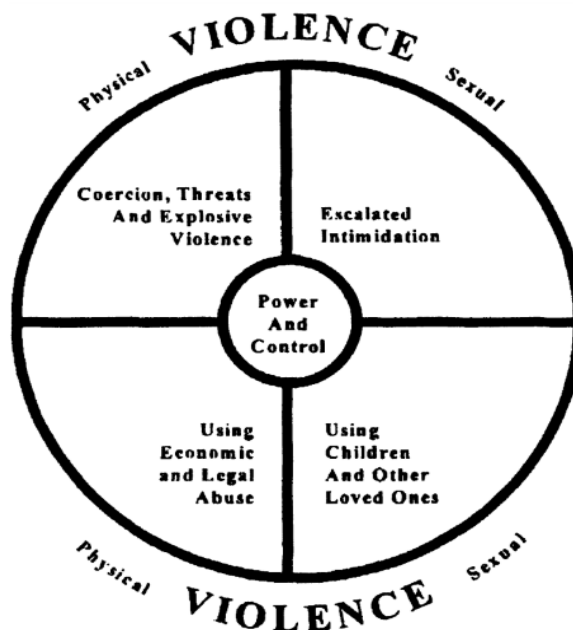 Physical VIOLENCE Sexual
Coercion, Threats
And Explosive
Violence
Escalated
Intimidation
Power
And
Control
Using
Economic
and Legal
Abuse
Using
Children
And Other
Loved Ones
Physical VIOLENCE Sexual